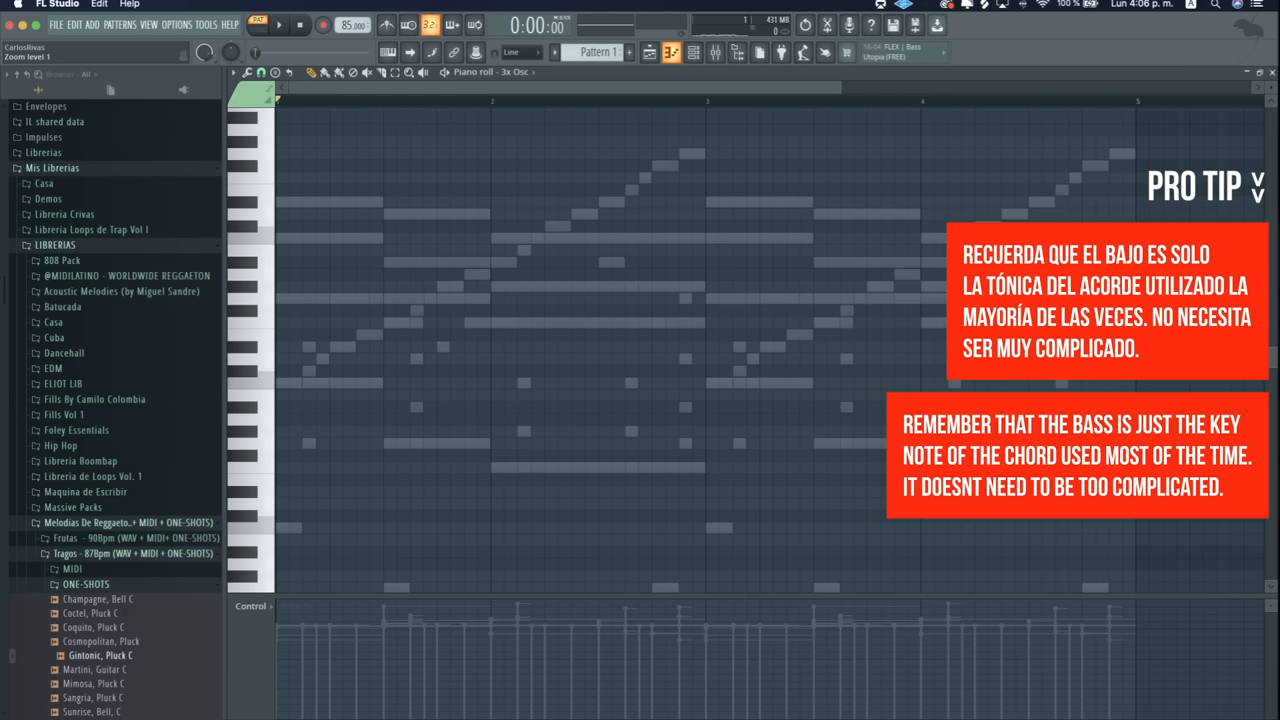 FL Studio Edit Help
100 % Lun 4:06 p. m.
FILE EDIT ADD PATTERNS VIEW OPTIONS TOOLS HELP
PAT
85.000
3.2:
0:00:00
1
431 MB
0
CarlosRivas
Zoom level 1
Line
Pattern 1
16-04 FLEX | Bass
Utopia (FREE)
Browser - All
Piano roll - 3x Osc
Envelopes
IL shared data
Impulses
Librerias
Mis Librerias
Casa
Demos
Libreria Crivas
Libreria Loops de Trap Vol I
LIBRERIAS
808 Pack
@MIDILATINO - WORLDWIDE REGGAETON
Acoustic Melodies (by Miguel Sandre)
Batucada
Casa
Cuba
Dancehall
EDM
ELIOT LIB
Fills By Camilo Colombia
Fills Vol 1
Foley Essentials
Hip Hop
Libreria Boombap
Libreria de Loops Vol. 1
Maquina de Escribir
Massive Packs
Melodias De Reggaeto..+ MIDI + ONE-SHOTS)
Frutas - 90Bpm (WAV + MIDI+ ONE-SHOTS)
Tragos - 87Bpm (WAV + MIDI + ONE-SHOTS)
MIDI
ONE-SHOTS
Champagne, Bell C
Coctel, Pluck C
Coquito, Pluck C
Cosmopolitan, Pluck
Gintonic, Pluck C
Martini, Guitar C
Mimosa, Pluck C
Sangria, Pluck C
Sunrise, Bell, C
2 3 4 5
Control
PRO TIP
RECUERDA QUE EL BAJO ES SOLO
LA TÓNICA DEL ACORDE UTILIZADO LA
MAYORÍA DE LAS VECES. NO NECESITA
SER MUY COMPLICADO.
REMEMBER THAT THE BASS IS JUST THE KEY
NOTE OF THE CHORD USED MOST OF THE TIME.
IT DOESNT NEED TO BE TOO COMPLICATED.